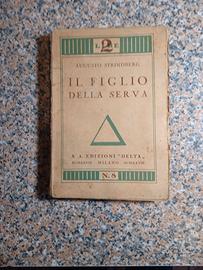 L 2 E
AUGUSTO STRINDBERG
IL FIGLIO
DELLA SERVA
S. A. EDIZIONI "DELTA"
MILANO
N. 8